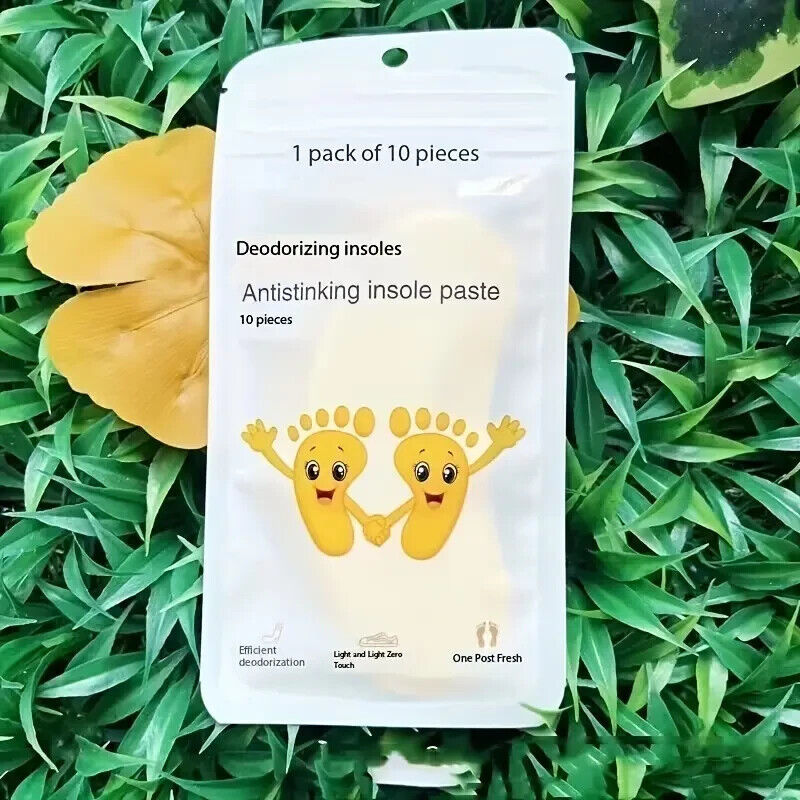 1 pack of 10 pieces
Deodorizing insoles
Antistinking insole paste
10 pieces
Efficient
deodorization
Light and Light Zero
Touch
One Post Fresh